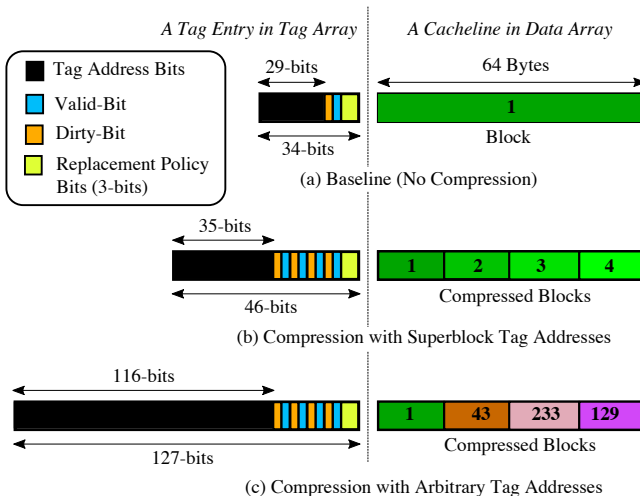 A Tag Entry in Tag Array
A Cacheline in Data Array
Tag Address Bits
Valid-Bit
Dirty-Bit
Replacement Policy
Bits (3-bits)
29-bits
34-bits
64 Bytes
1
Block
(a) Baseline (No Compression)
35-bits
46-bits
1 2 3 4
Compressed Blocks
(b) Compression with Superblock Tag Addresses
116-bits
127-bits
1 43 233 129
Compressed Blocks
(c) Compression with Arbitrary Tag Addresses